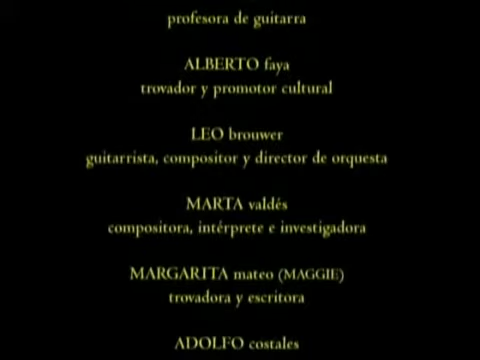 profesora de guitarra
ALBERTO faya
trovador y promotor cultural
LEO brouwer
guitarrista, compositor y director de orquesta
MARTA valdés
compositora, intérprete e investigadora
MARGARITA mateo (MAGGIE)
trovadora y escritora
ADOLFO costales